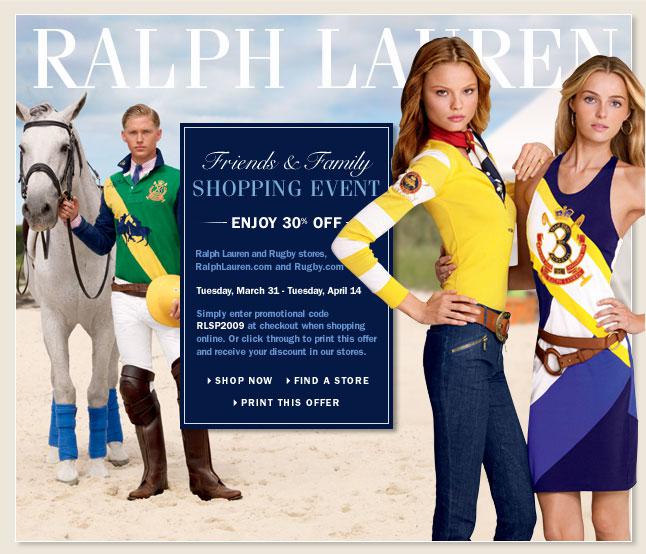 RALPH LAUREN
Friends & Family
SHOPPING EVENT
ENJOY 30% OFF
Ralph Lauren and Rugby stores,
RalphLauren.com and Rugby.com
Tuesday, March 31 - Tuesday, April 14
Simply enter promotional code
RLSP2009 at checkout when shopping
online. Or click through to print this offer
and receive your discount in our stores.
SHOP NOW FIND A STORE
PRINT THIS OFFER
3